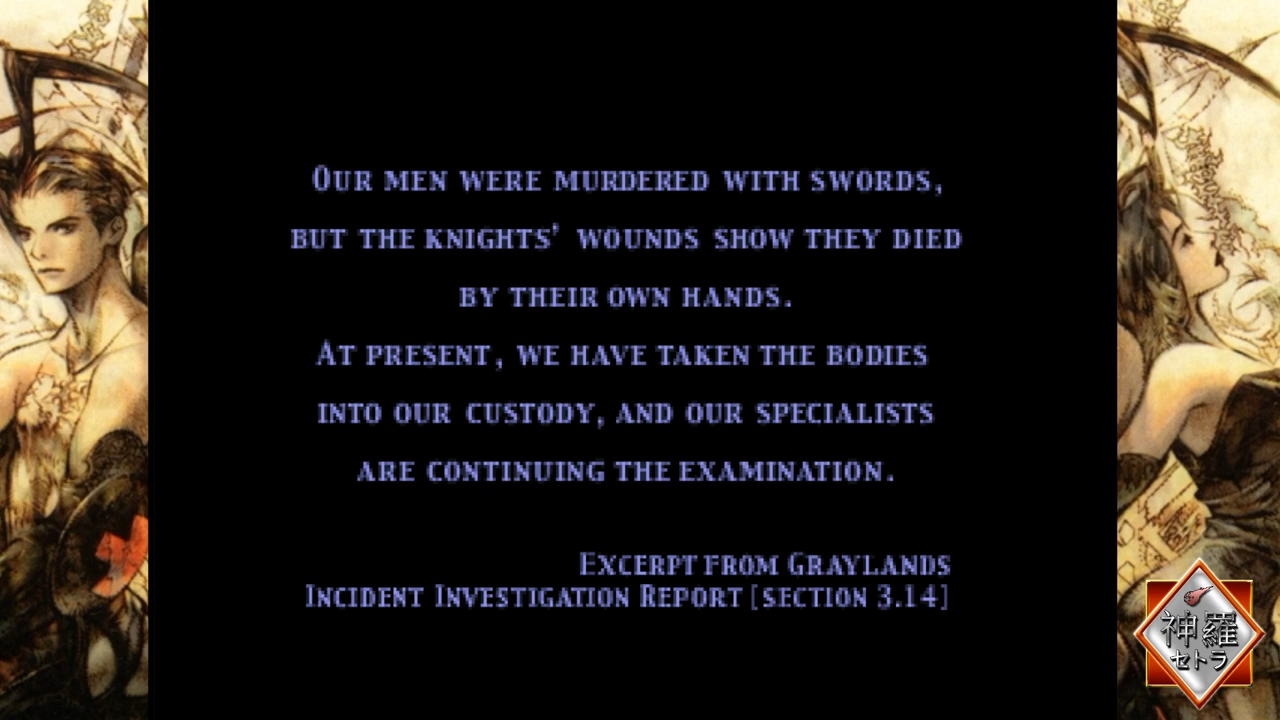 Our men were murdered with swords,
but the knights' wounds show they died
by their own hands.
At present, we have taken the bodies
into our custody, and our specialists
are continuing the examination.
Excerpt from Graylands
Incident Investigation Report [section 3.14]
神羅
セトラ